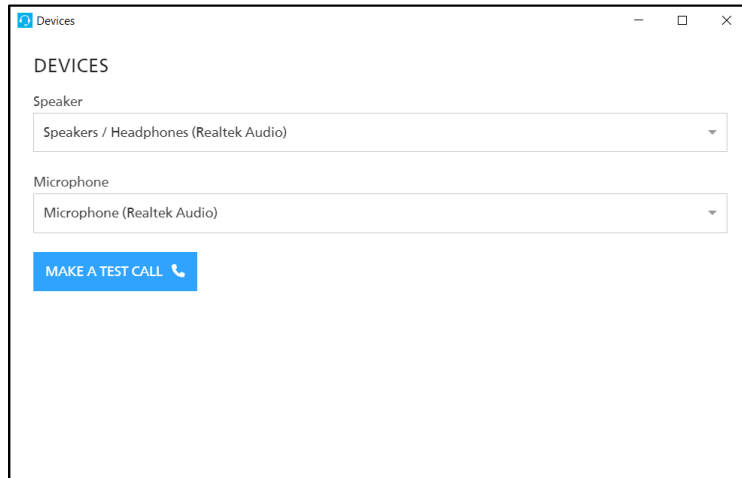 Devices
DEVICES
Speaker
Speakers / Headphones (Realtek Audio)
Microphone
Microphone (Realtek Audio)
MAKE A TEST CALL